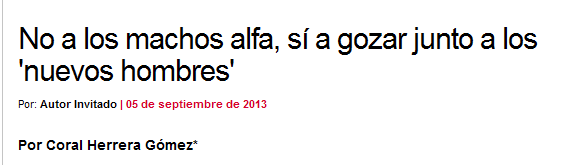 No a los machos alfa, sí a gozar junto a los
'nuevos hombres'
Por: Autor Invitado | 05 de septiembre de 2013
Por Coral Herrera Gómez*